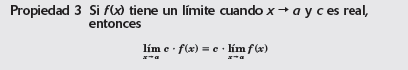 Propiedad 3 Si f(x) tiene un límite cuando x → a y c es real,
entonces
lím c · f(x) = c · lím f(x)
x→a x→a